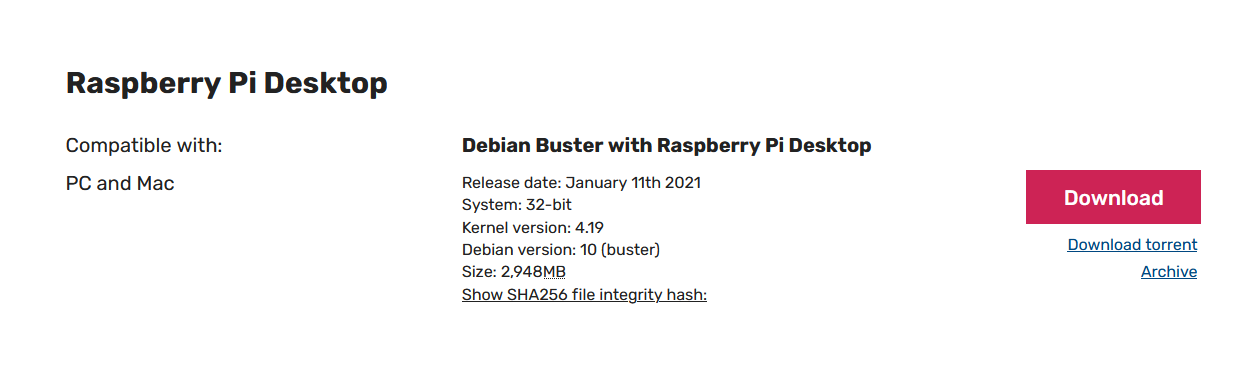 Raspberry Pi Desktop
Compatible with:
PC and Mac
Debian Buster with Raspberry Pi Desktop
Release date: January 11th 2021
System: 32-bit
Kernel version: 4.19
Debian version: 10 (buster)
Size: 2,948MB
Show SHA256 file integrity hash:
Download
Download torrent
Archive